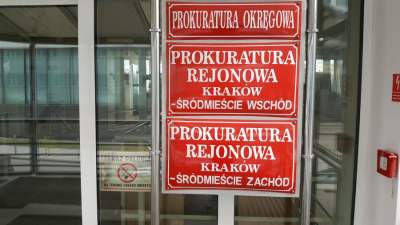 PROKURATURA OKRĘGOWA
PROKURATURA
REJONOWA
KRAKÓW
-ŚRÓDMIEŚCIE WSCHÓD
PROKURATURA
REJONOWA
KRAKÓW
-ŚRÓDMIEŚCIE ZACHÓD